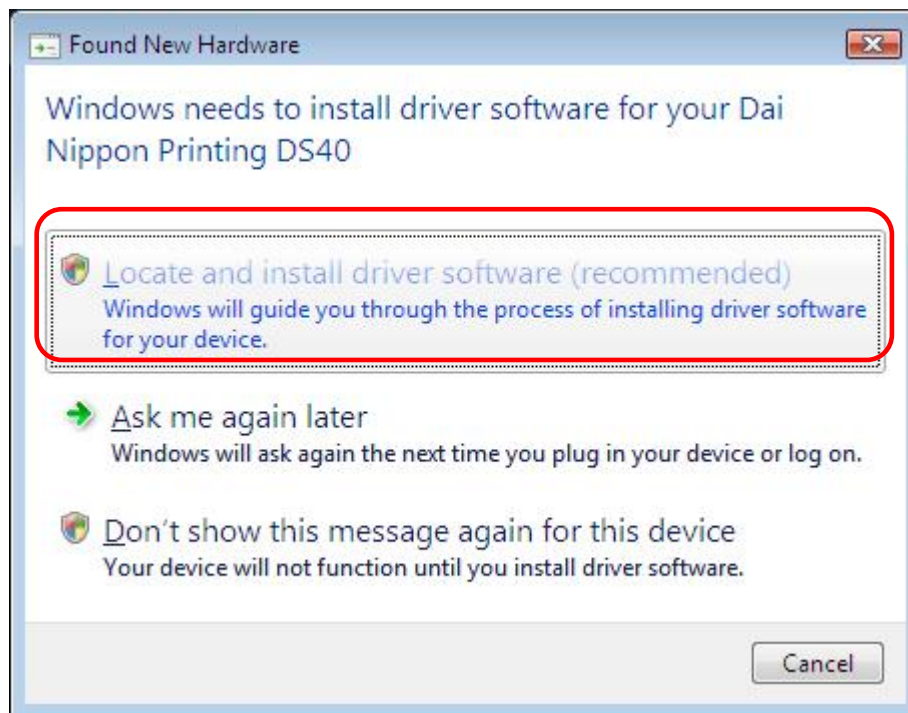 Found New Hardware
Windows needs to install driver software for your Dai
Nippon Printing DS40
Locate and install driver software (recommended)
Windows will guide you through the process of installing driver software
for your device.
Ask me again later
Windows will ask again the next time you plug in your device or log on.
Don't show this message again for this device
Your device will not function until you install driver software.
Cancel